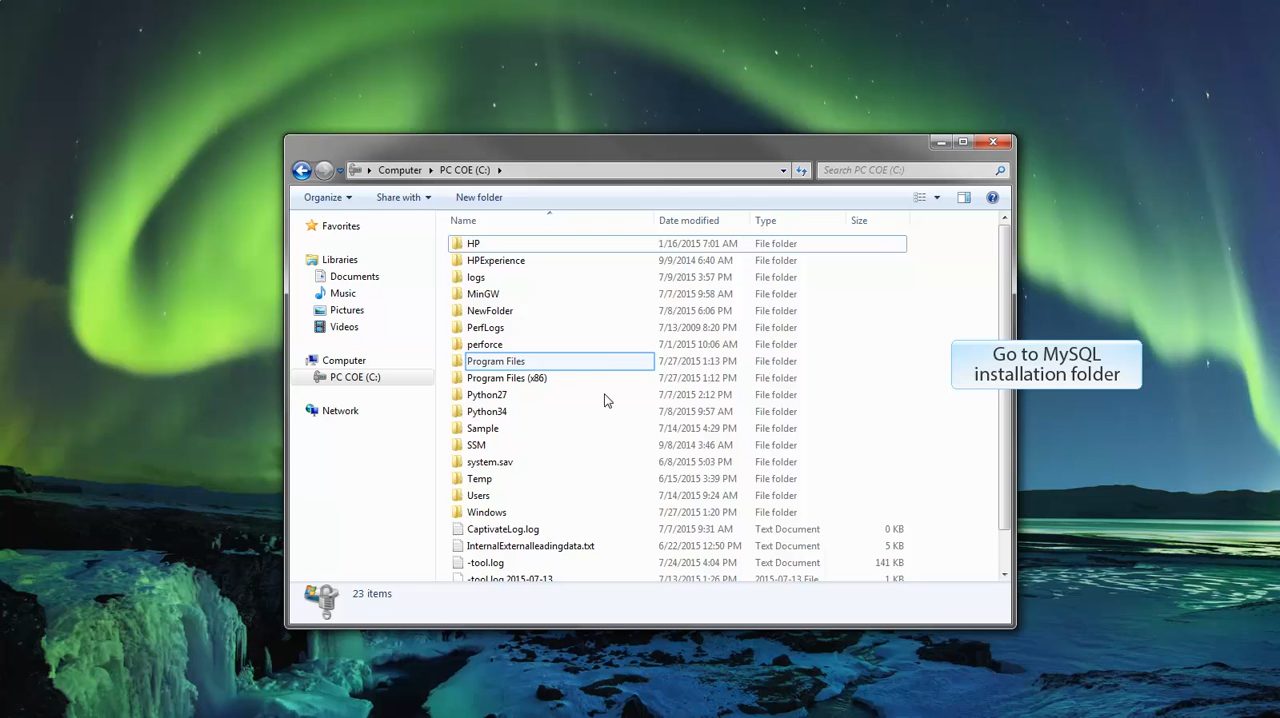 Computer PC COE (C:) Search PC COE (C:)
Organize Share with New folder
Name Date modified Type Size
Favorites
Libraries
Documents
Music
Pictures
Videos
Computer
PC COE (C:)
Network
HP 1/16/2015 7:01 AM File folder
HPExperience 9/9/2014 6:40 AM File folder
logs 7/9/2015 3:57 PM File folder
MinGW 7/7/2015 9:58 AM File folder
NewFolder 7/8/2015 6:06 PM File folder
PerfLogs 7/13/2009 8:20 PM File folder
perforce 7/1/2015 10:06 AM File folder
Program Files 7/27/2015 1:13 PM File folder
Program Files (x86) 7/27/2015 1:12 PM File folder
Python27 7/7/2015 2:12 PM File folder
Python34 7/8/2015 9:57 AM File folder
Sample 7/14/2015 4:29 PM File folder
SSM 9/8/2014 3:46 AM File folder
system.sav 6/8/2015 5:03 PM File folder
Temp 6/15/2015 3:39 PM File folder
Users 7/14/2015 9:24 AM File folder
Windows 7/27/2015 1:20 PM File folder
CaptivateLog.log 7/7/2015 9:31 AM Text Document 0 KB
InternalExternalleadingdata.txt 6/22/2015 12:50 PM Text Document 5 KB
-tool.log 7/24/2015 4:04 PM Text Document 141 KB
-tool.log.2015-07-13 7/13/2015 1:26 PM 2015-07-13 File 1 KB
23 items
Go to MySQL
installation folder